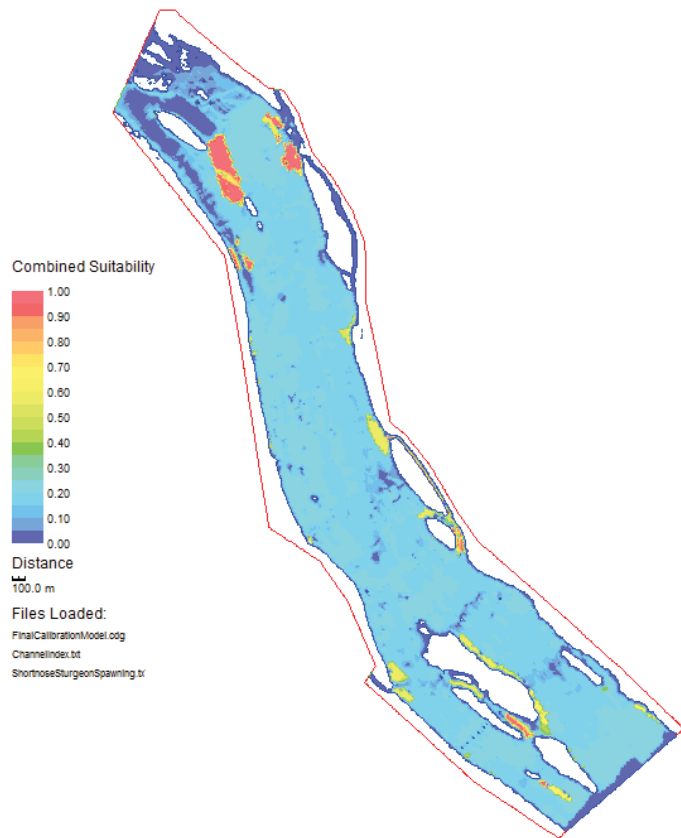 Combined Suitability
1.00
0.90
0.80
0.70
0.60
0.50
0.40
0.30
0.20
0.10
0.00
Distance
100.0 m
Files Loaded:
FinalCalibrationModel.cdg
ChannelIndex.txt
ShortnoseSturgeonSpawning.tx